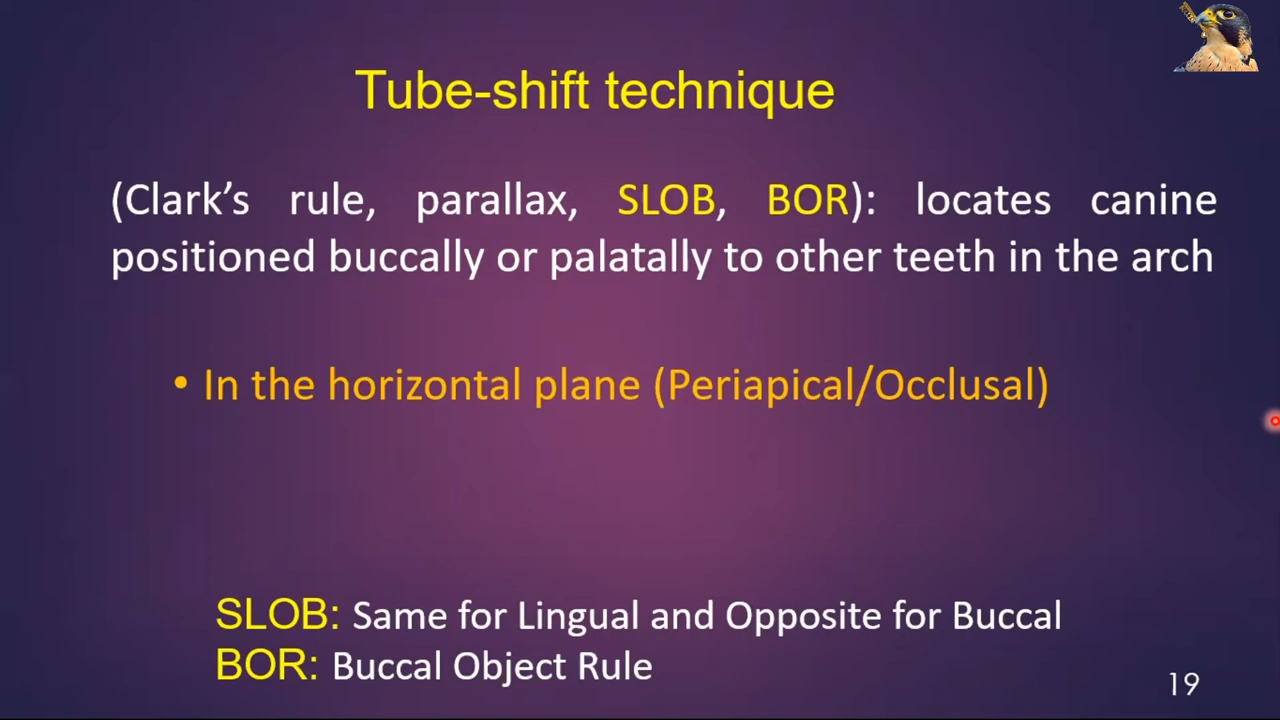 Tube-shift technique
(Clark’s rule, parallax, SLOB, BOR): locates canine
positioned buccally or palatally to other teeth in the arch
• In the horizontal plane (Periapical/Occlusal)
SLOB: Same for Lingual and Opposite for Buccal
BOR: Buccal Object Rule
19